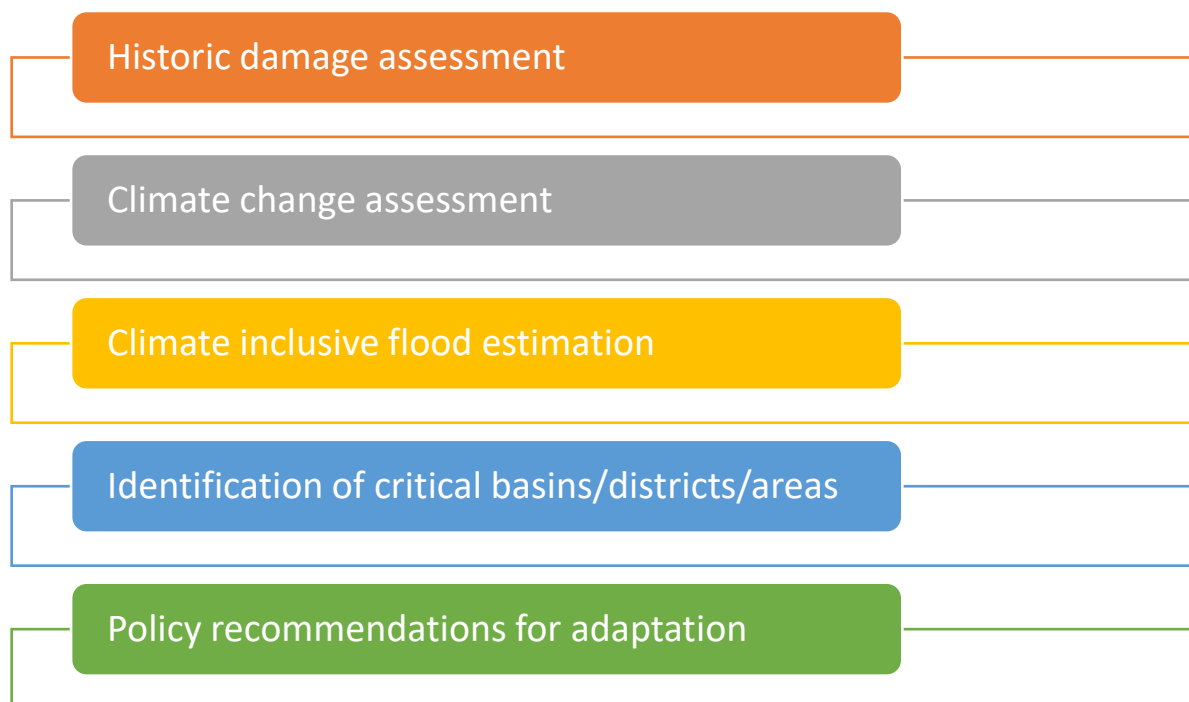 Historic damage assessment
Climate change assessment
Climate inclusive flood estimation
Identification of critical basins/districts/areas
Policy recommendations for adaptation